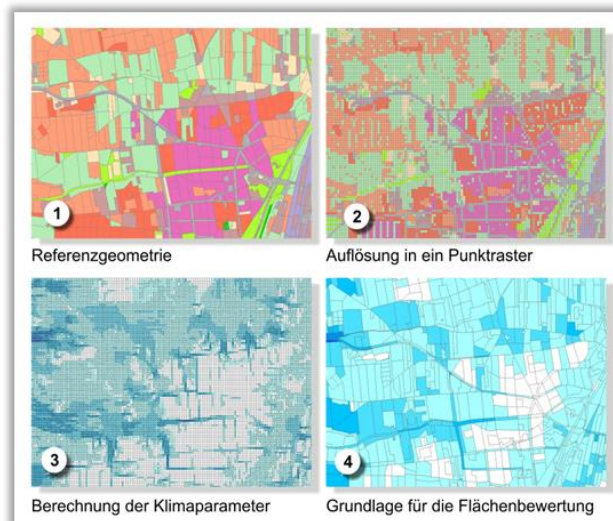 1
Referenzgeometrie
2
Auflösung in ein Punktraster
3
Berechnung der Klimaparameter
4
Grundlage für die Flächenbewertung